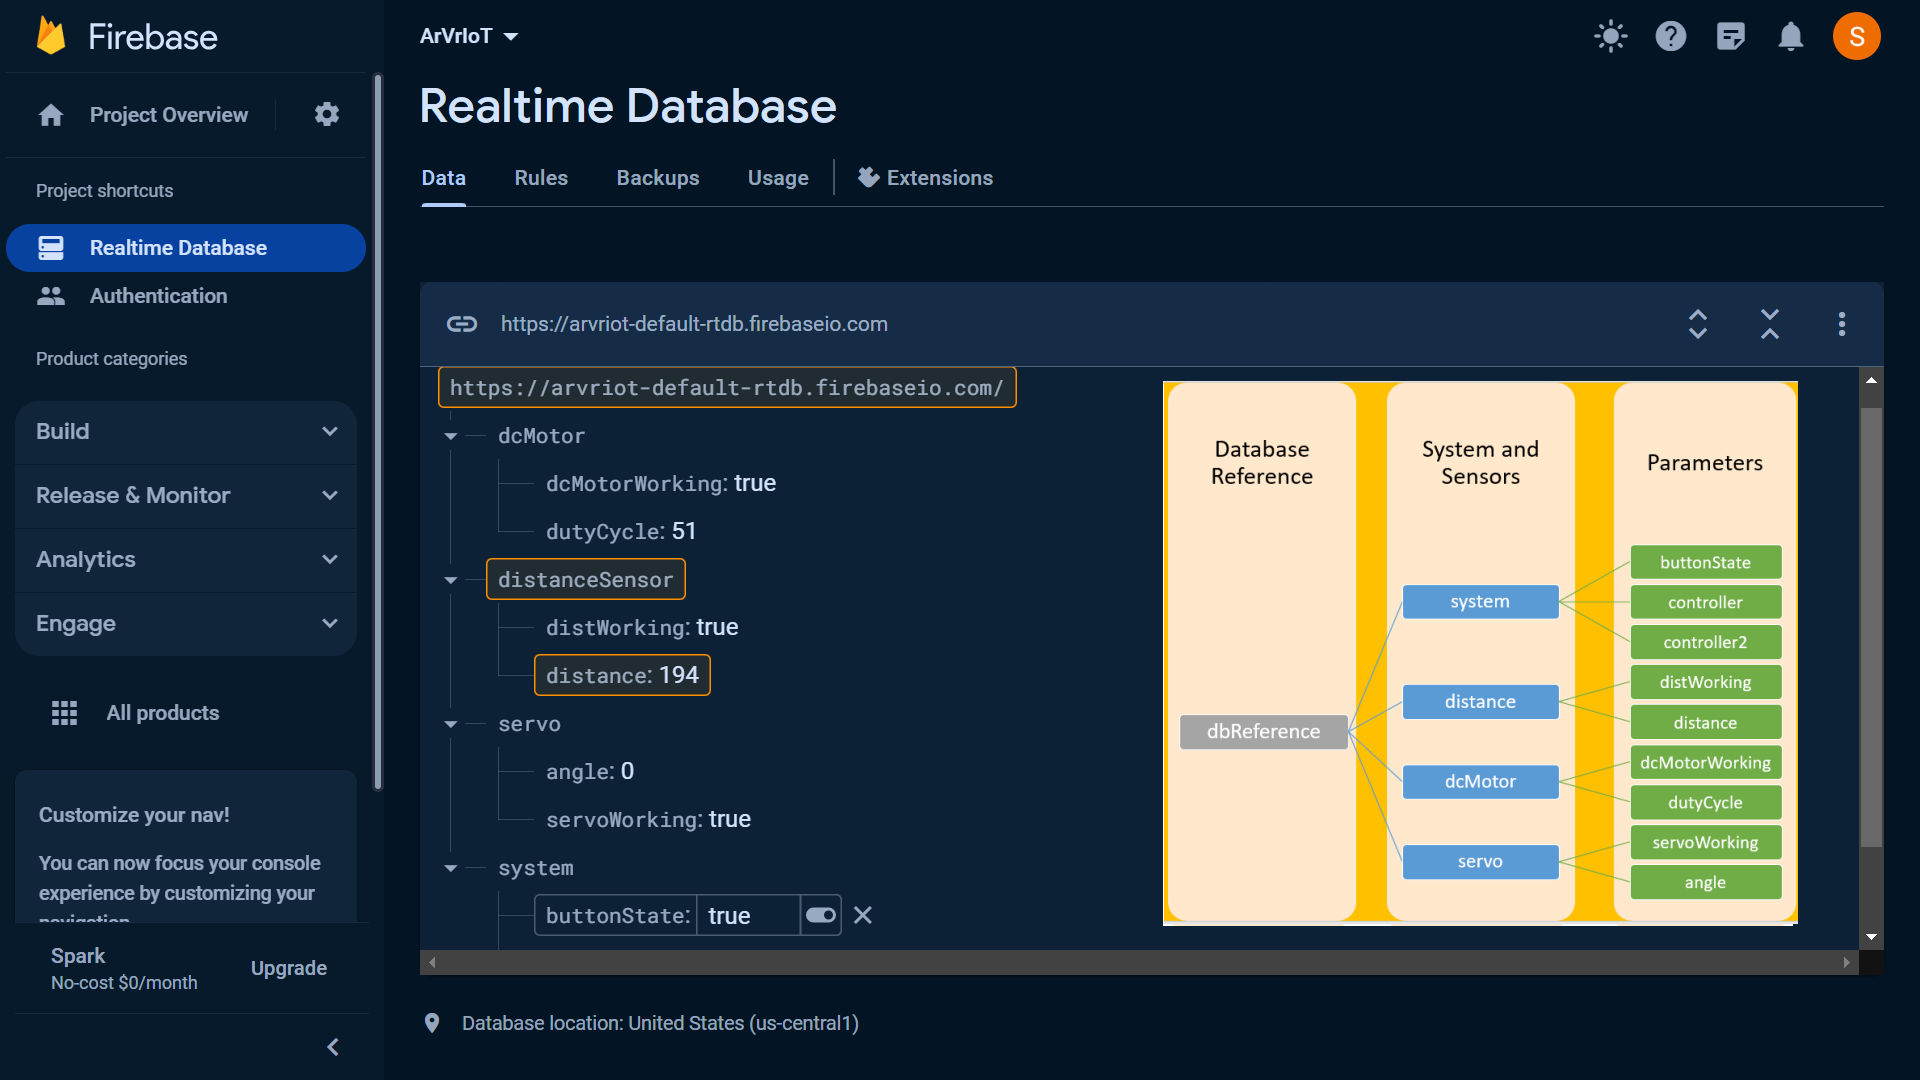 Firebase
Project Overview
Project shortcuts
Realtime Database
Authentication
Product categories
Build
Release & Monitor
Analytics
Engage
All products
Customize your nav!
You can now focus your console
experience by customizing your
navigation
Spark
No-cost $0/month
Upgrade
ArVrIoT
S
Realtime Database
Data
Rules
Backups
Usage
Extensions
https://arvriot-default-rtdb.firebaseio.com
https://arvriot-default-rtdb.firebaseio.com/
dcMotor
dcMotorWorking: true
dutyCycle: 51
distanceSensor
distWorking: true
distance: 194
servo
angle: 0
servoWorking: true
system
buttonState: true
Database
Reference
dbReference
System and
Sensors
system
distance
dcMotor
servo
Parameters
buttonState
controller
controller2
distWorking
distance
dcMotorWorking
dutyCycle
servoWorking
angle
Database location: United States (us-central1)